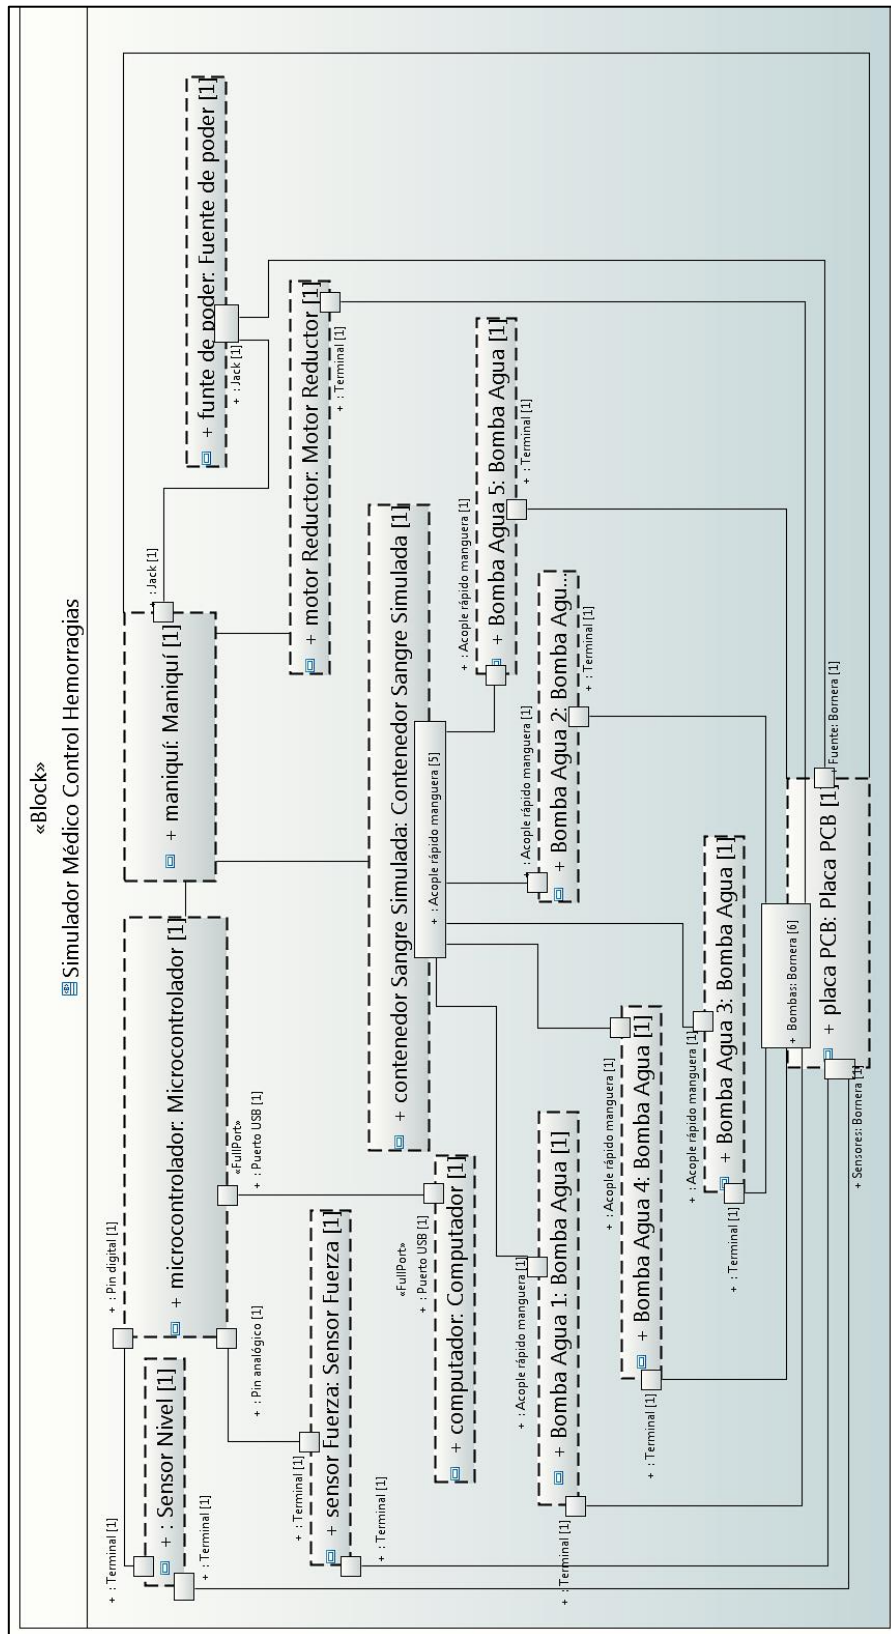 «Block»
Simulador Médico Control Hemorragias
+ : Terminal [1]
+ : Sensor Nivel [1]
+ : Terminal [1]
+ : Pin digital [1]
+ microcontrolador: Microcontrolador [1]
+ : Pin analógico [1]
«FullPort»
+ : Puerto USB [1]
+ maniquí: Maniquí [1]
+ : Jack [1]
+ funte de poder: Fuente de poder [1]
+ : Jack [1]
+ motor Reductor: Motor Reductor [1]
+ : Terminal [1]
+ : Terminal [1]
+ sensor Fuerza: Sensor Fuerza [1]
+ : Terminal [1]
«FullPort»
+ : Puerto USB [1]
+ computador: Computador [1]
+ contenedor Sangre Simulada: Contenedor Sangre Simulada [1]
+ : Acople rápido manguera [5]
+ : Acople rápido manguera [1]
+ Bomba Agua 5: Bomba Agua [1]
+ : Terminal [1]
+ : Acople rápido manguera [1]
+ Bomba Agua 2: Bomba Agu...
+ : Terminal [1]
+ : Acople rápido manguera [1]
+ Bomba Agua 1: Bomba Agua [1]
+ : Terminal [1]
+ : Acople rápido manguera [1]
+ Bomba Agua 4: Bomba Agua [1]
+ : Terminal [1]
+ : Acople rápido manguera [1]
+ Bomba Agua 3: Bomba Agua [1]
+ : Terminal [1]
+ Bombas: Bornera [6]
+ placa PCB: Placa PCB [1]
+ Fuente: Bornera [1]
+ Sensores: Bornera [1]